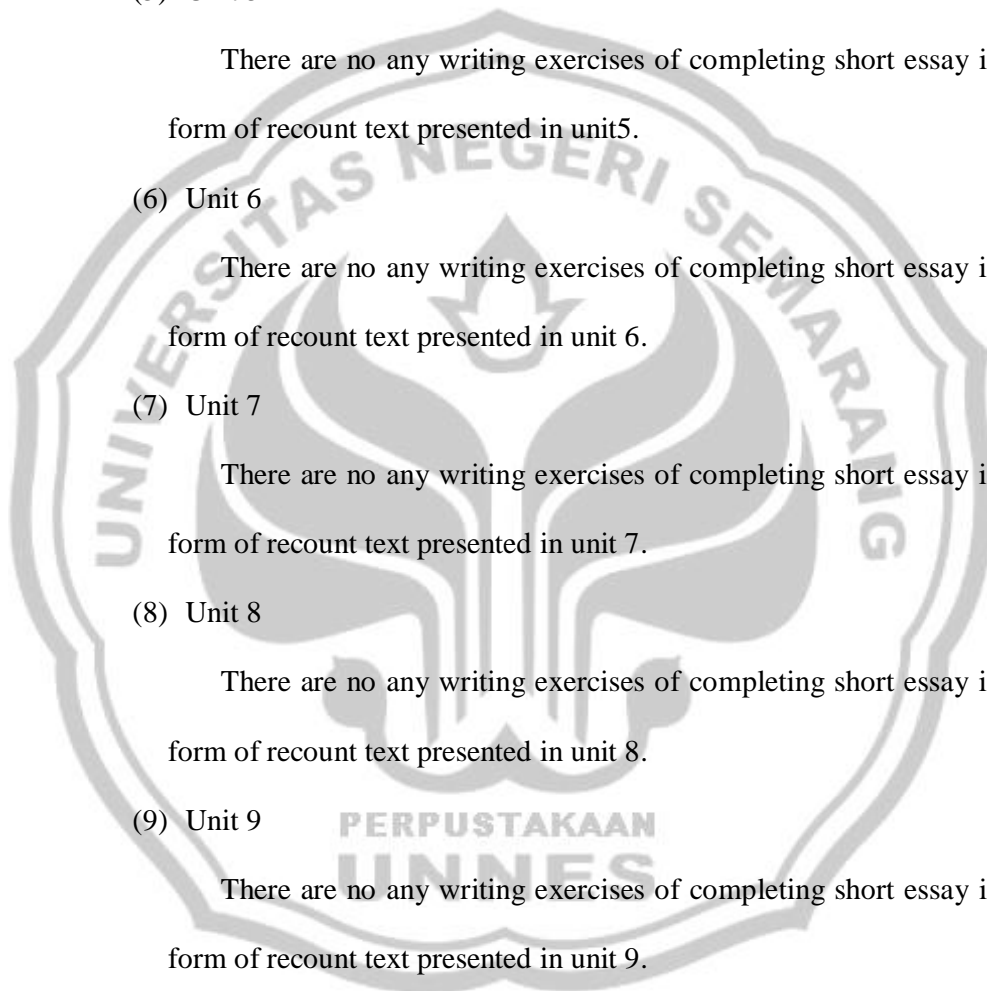 There are no any writing exercises of completing short essay i
form of recount text presented in unit5.
(6) Unit 6
There are no any writing exercises of completing short essay i
form of recount text presented in unit 6.
(7) Unit 7
There are no any writing exercises of completing short essay i
form of recount text presented in unit 7.
(8) Unit 8
There are no any writing exercises of completing short essay i
form of recount text presented in unit 8.
(9) Unit 9
There are no any writing exercises of completing short essay i
form of recount text presented in unit 9.
UNIVERSITAS NEGERI SEMARANG
PERPUSTAKAAN
UNNES